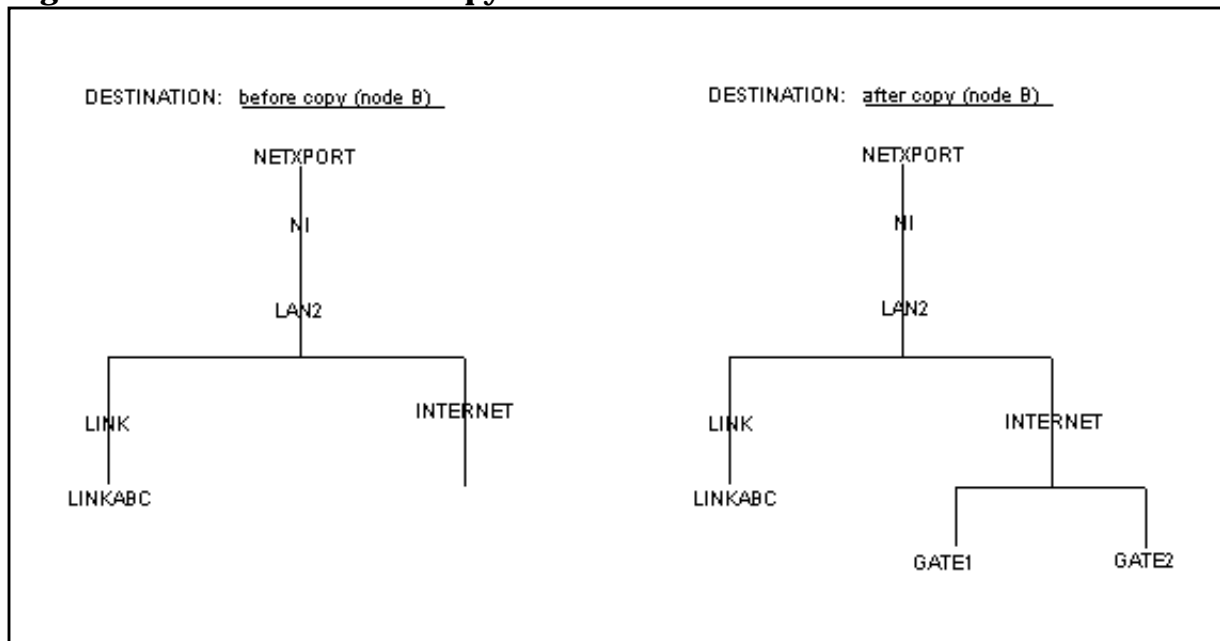 DESTINATION: before copy (node B)
NETXPORT
NI
LAN2
LINK
INTERNET
LINKABC
DESTINATION: after copy (node B)
NETXPORT
NI
LAN2
LINK
INTERNET
LINKABC
GATE1
GATE2